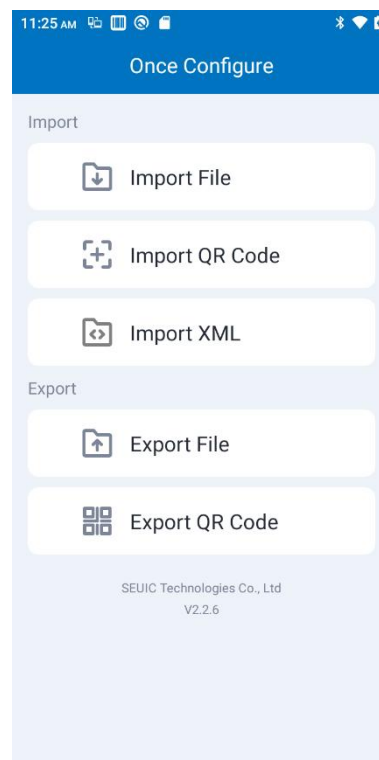 11:25 AM
Once Configure
Import
Import File
Import QR Code
Import XML
Export
Export File
Export QR Code
SEUIC Technologies Co., Ltd
V2.2.6